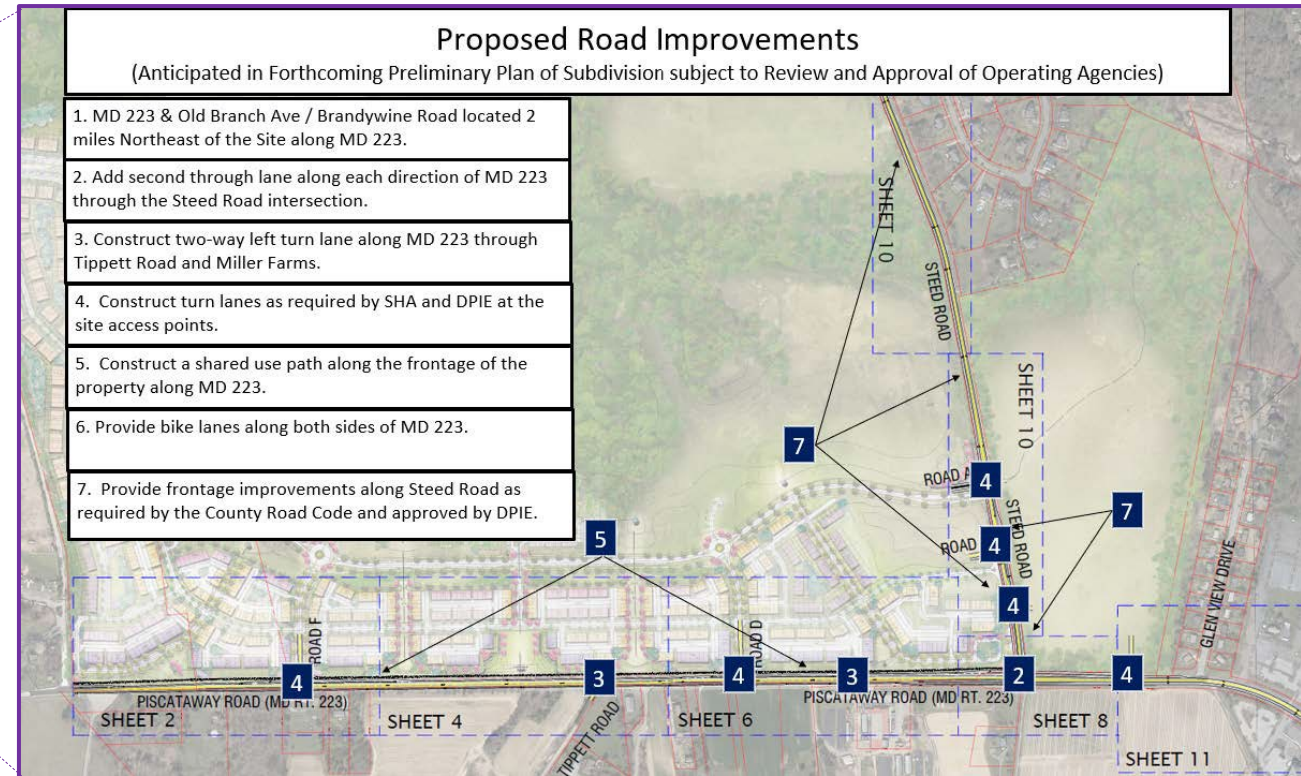 Proposed Road Improvements
(Anticipated in Forthcoming Preliminary Plan of Subdivision subject to Review and Approval of Operating Agencies)
1. MD 223 & Old Branch Ave / Brandywine Road located 2
miles Northeast of the Site along MD 223.
2. Add second through lane along each direction of MD 223
through the Steed Road intersection.
3. Construct two-way left turn lane along MD 223 through
Tippett Road and Miller Farms.
4. Construct turn lanes as required by SHA and DPIE at the
site access points.
5. Construct a shared use path along the frontage of the
property along MD 223.
6. Provide bike lanes along both sides of MD 223.
7. Provide frontage improvements along Steed Road as
required by the County Road Code and approved by DPIE.
SHEET 10
STEED ROAD
SHEET 10
7
ROAD A
4
STEED ROAD
7
5
ROAD
4
GLEN VIEW DRIVE
4
ROAD F
ROAD D
4
3
4
3
2
4
PISCATAWAY ROAD (MD RT. 223)
PISCATAWAY ROAD (MD RT. 223)
SHEET 2
SHEET 4
TIPPETT ROAD
SHEET 6
SHEET 8
SHEET 11